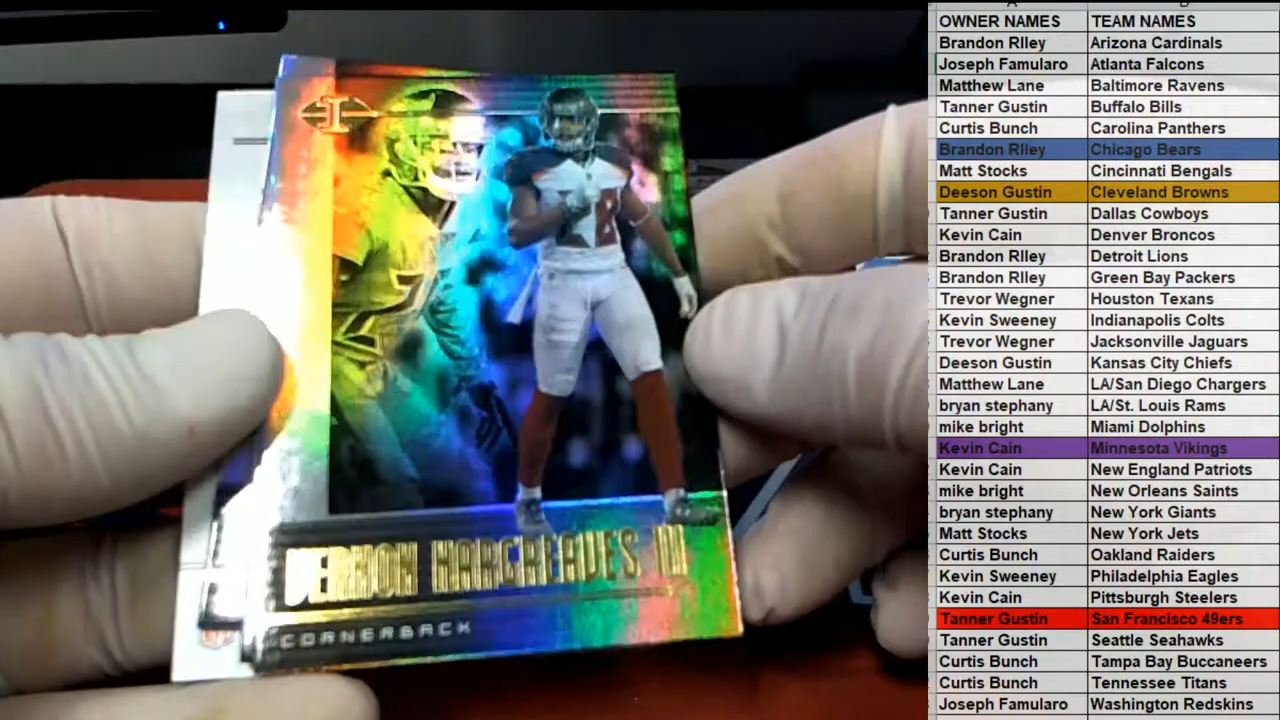 I
28
VERNON HARGREAVES III
CORNERBACK
OWNER NAMES TEAM NAMES
Brandon RIley Arizona Cardinals
Joseph Famularo Atlanta Falcons
Matthew Lane Baltimore Ravens
Tanner Gustin Buffalo Bills
Curtis Bunch Carolina Panthers
Brandon RIley Chicago Bears
Matt Stocks Cincinnati Bengals
Deeson Gustin Cleveland Browns
Tanner Gustin Dallas Cowboys
Kevin Cain Denver Broncos
Brandon RIley Detroit Lions
Brandon RIley Green Bay Packers
Trevor Wegner Houston Texans
Kevin Sweeney Indianapolis Colts
Trevor Wegner Jacksonville Jaguars
Deeson Gustin Kansas City Chiefs
Matthew Lane LA/San Diego Chargers
bryan stephany LA/St. Louis Rams
mike bright Miami Dolphins
Kevin Cain Minnesota Vikings
Kevin Cain New England Patriots
mike bright New Orleans Saints
bryan stephany New York Giants
Matt Stocks New York Jets
Curtis Bunch Oakland Raiders
Kevin Sweeney Philadelphia Eagles
Kevin Cain Pittsburgh Steelers
Tanner Gustin San Francisco 49ers
Tanner Gustin Seattle Seahawks
Curtis Bunch Tampa Bay Buccaneers
Curtis Bunch Tennessee Titans
Joseph Famularo Washington Redskins